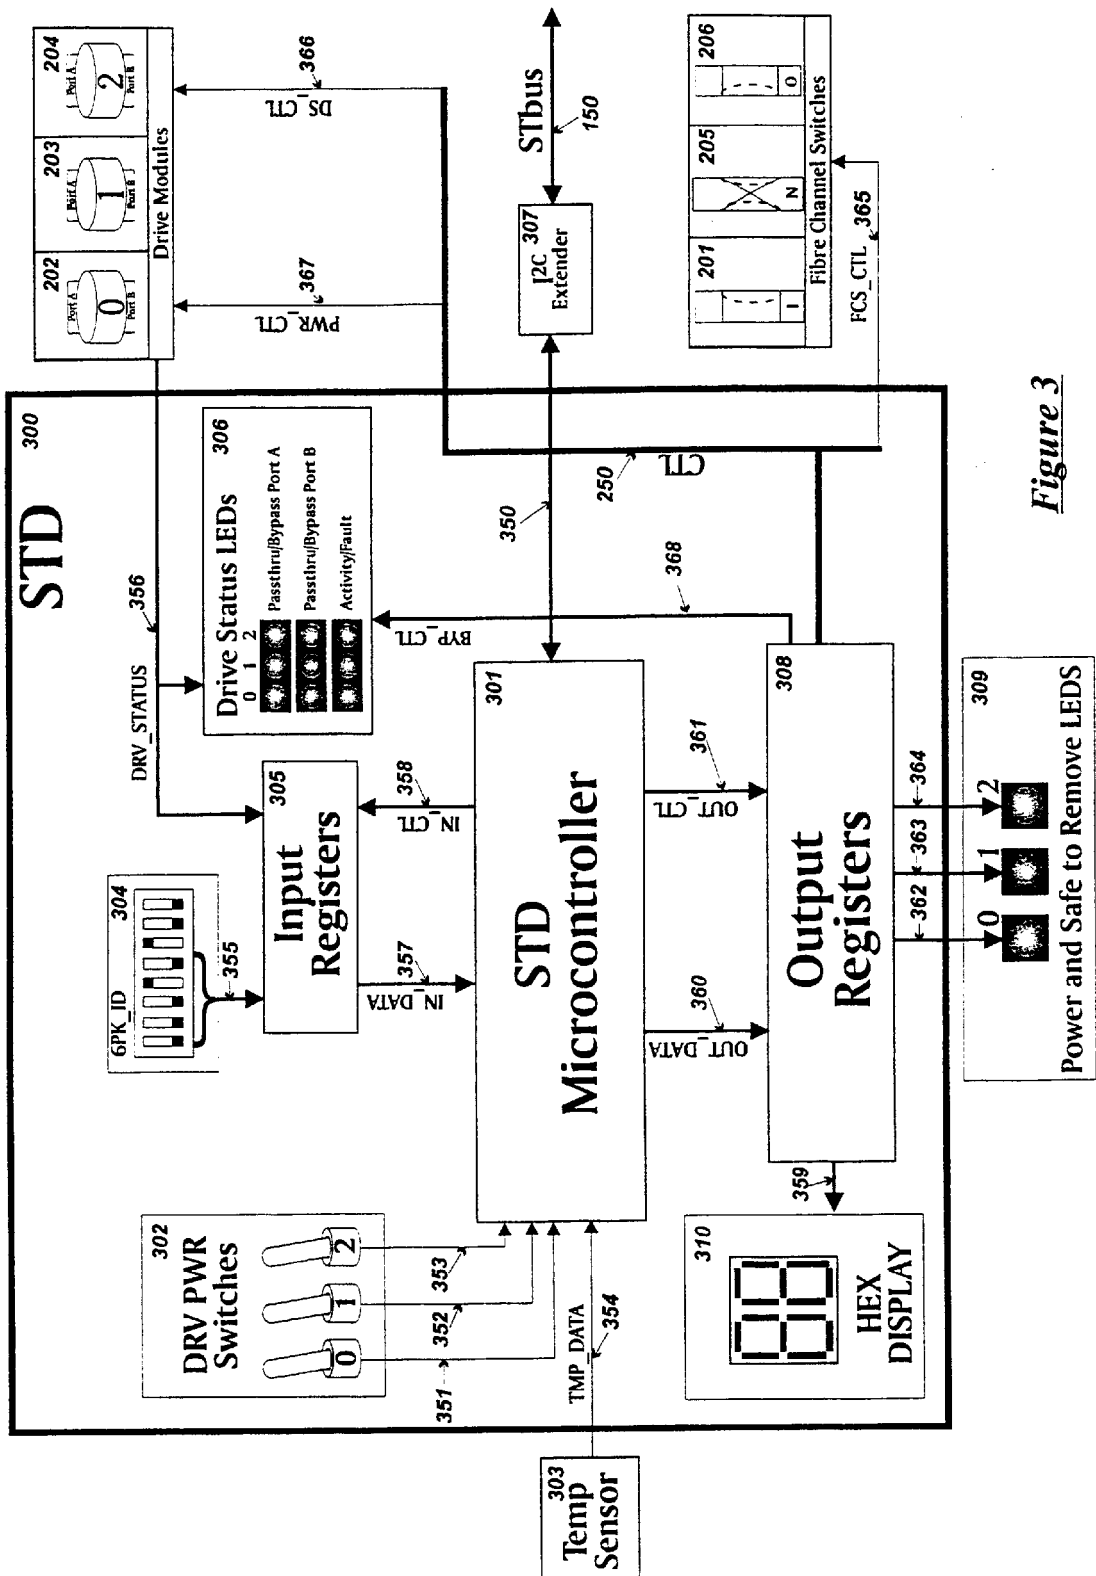 STD
300
303
Temp
Sensor
TMP_DATA
354
302
DRV PWR
Switches
0
1
2
351
352
353
310
HEX
DISPLAY
359
6PK_ID
304
355
305
Input
Registers
IN_DATA
357
IN_CTL
358
301
STD
Microcontroller
OUT_DATA
360
OUT_CTL
361
308
Output
Registers
362
363
364
0
1
2
309
Power and Safe to Remove LEDS
DRV_STATUS
356
306
Drive Status LEDs
0 1 2
Passthru/Bypass Port A
Passthru/Bypass Port B
Activity/Fault
BYP_CTL
368
350
250
CTL
202
203
204
Port A
0
Port B
Port A
1
Port B
Port A
2
Port B
Drive Modules
PWR_CTL
367
DS_CTL
366
307
I2C
Extender
STbus
150
201
205
206
I
N
O
Fibre Channel Switches
FCS_CTL
365
Figure 3